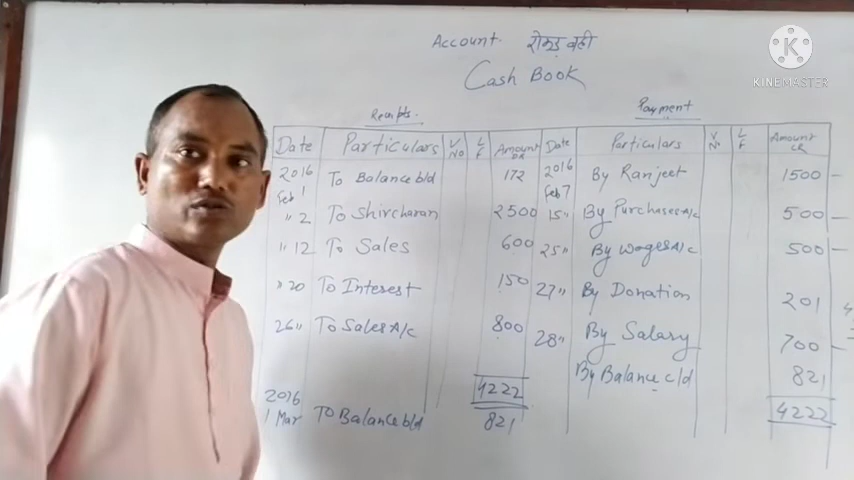 Account रोकड़ बही
Cash Book
K
KINEMASTER
Receipts. Payment
Date Particulars V No L F Amount DR Date Particulars V No L F Amount CR
2016 Feb 1 To Balance b/d 172 2016 Feb 7 By Ranjeet 1500
" 2 To Shivcharan 2500 15" By Purchases A/c 500
" 12 To Sales 600 25" By wages A/c 500
" 20 To Interest 150 27" By Donation 201
26" To Sales A/c 800 28" By Salary 700
By Balance c/d 821
4222 4222
2016
1 Mar To Balance b/d 821